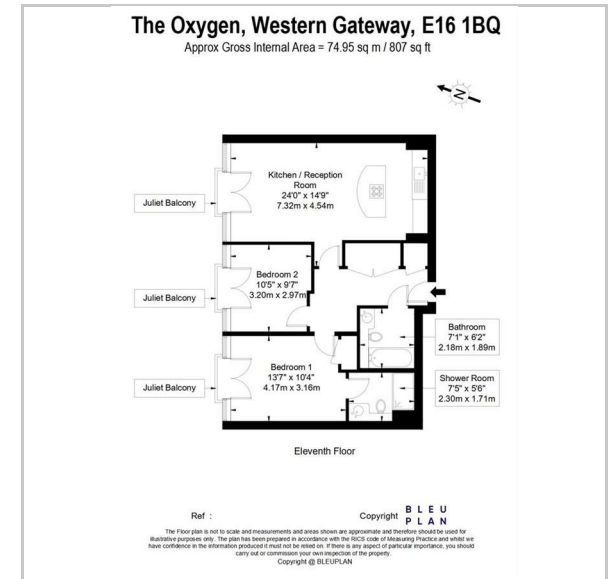 The Oxygen, Western Gateway, E16 1BQ
Approx Gross Internal Area = 74.95 sq m / 807 sq ft
N
Kitchen / Reception
Room
24'0" x 14'9"
7.32m x 4.54m
Juliet Balcony
Bedroom 2
10'5" x 9'7"
3.20m x 2.97m
Juliet Balcony
Bathroom
7'1" x 6'2"
2.18m x 1.89m
Bedroom 1
13'7" x 10'4"
4.17m x 3.16m
Juliet Balcony
Shower Room
7'5" x 5'6"
2.30m x 1.71m
Eleventh Floor
Ref :
Copyright
BLEU
PLAN
The Floor plan is not to scale and measurements and areas shown are approximate and therefore should be used for
illustrative purposes only. The plan has been prepared in accordance with the RICS code of Measuring Practice and whilst we
have confidence in the information produced it must not be relied on. If there is any aspect of particular importance, you should
carry out or commission your own inspection of the property.
Copyright @ BLEUPLAN